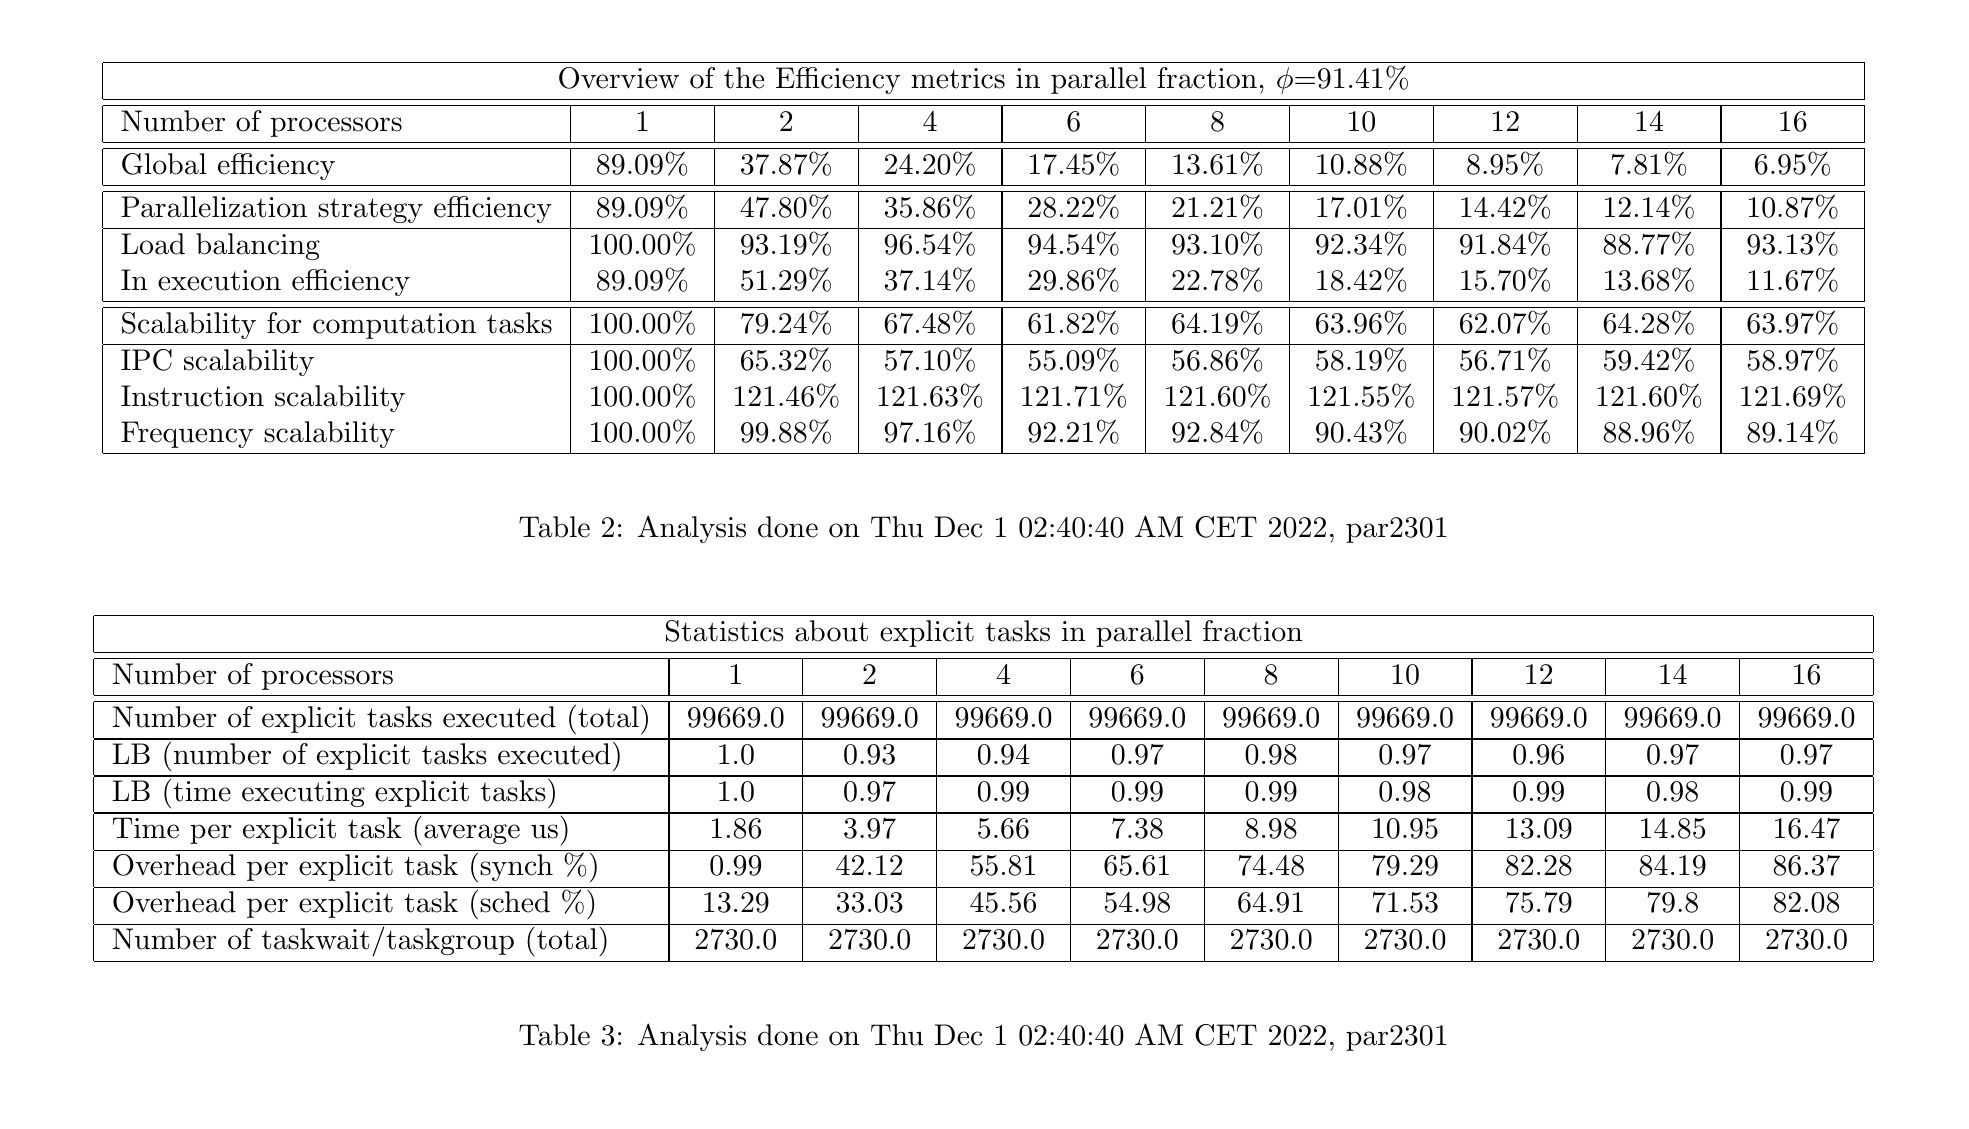 Overview of the Efficiency metrics in parallel fraction, ϕ=91.41%
Number of processors 1 2 4 6 8 10 12 14 16
Global efficiency 89.09% 37.87% 24.20% 17.45% 13.61% 10.88% 8.95% 7.81% 6.95%
Parallelization strategy efficiency 89.09% 47.80% 35.86% 28.22% 21.21% 17.01% 14.42% 12.14% 10.87%
Load balancing 100.00% 93.19% 96.54% 94.54% 93.10% 92.34% 91.84% 88.77% 93.13%
In execution efficiency 89.09% 51.29% 37.14% 29.86% 22.78% 18.42% 15.70% 13.68% 11.67%
Scalability for computation tasks 100.00% 79.24% 67.48% 61.82% 64.19% 63.96% 62.07% 64.28% 63.97%
IPC scalability 100.00% 65.32% 57.10% 55.09% 56.86% 58.19% 56.71% 59.42% 58.97%
Instruction scalability 100.00% 121.46% 121.63% 121.71% 121.60% 121.55% 121.57% 121.60% 121.69%
Frequency scalability 100.00% 99.88% 97.16% 92.21% 92.84% 90.43% 90.02% 88.96% 89.14%
Table 2: Analysis done on Thu Dec 1 02:40:40 AM CET 2022, par2301
Statistics about explicit tasks in parallel fraction
Number of processors 1 2 4 6 8 10 12 14 16
Number of explicit tasks executed (total) 99669.0 99669.0 99669.0 99669.0 99669.0 99669.0 99669.0 99669.0 99669.0
LB (number of explicit tasks executed) 1.0 0.93 0.94 0.97 0.98 0.97 0.96 0.97 0.97
LB (time executing explicit tasks) 1.0 0.97 0.99 0.99 0.99 0.98 0.99 0.98 0.99
Time per explicit task (average us) 1.86 3.97 5.66 7.38 8.98 10.95 13.09 14.85 16.47
Overhead per explicit task (synch %) 0.99 42.12 55.81 65.61 74.48 79.29 82.28 84.19 86.37
Overhead per explicit task (sched %) 13.29 33.03 45.56 54.98 64.91 71.53 75.79 79.8 82.08
Number of taskwait/taskgroup (total) 2730.0 2730.0 2730.0 2730.0 2730.0 2730.0 2730.0 2730.0 2730.0
Table 3: Analysis done on Thu Dec 1 02:40:40 AM CET 2022, par2301